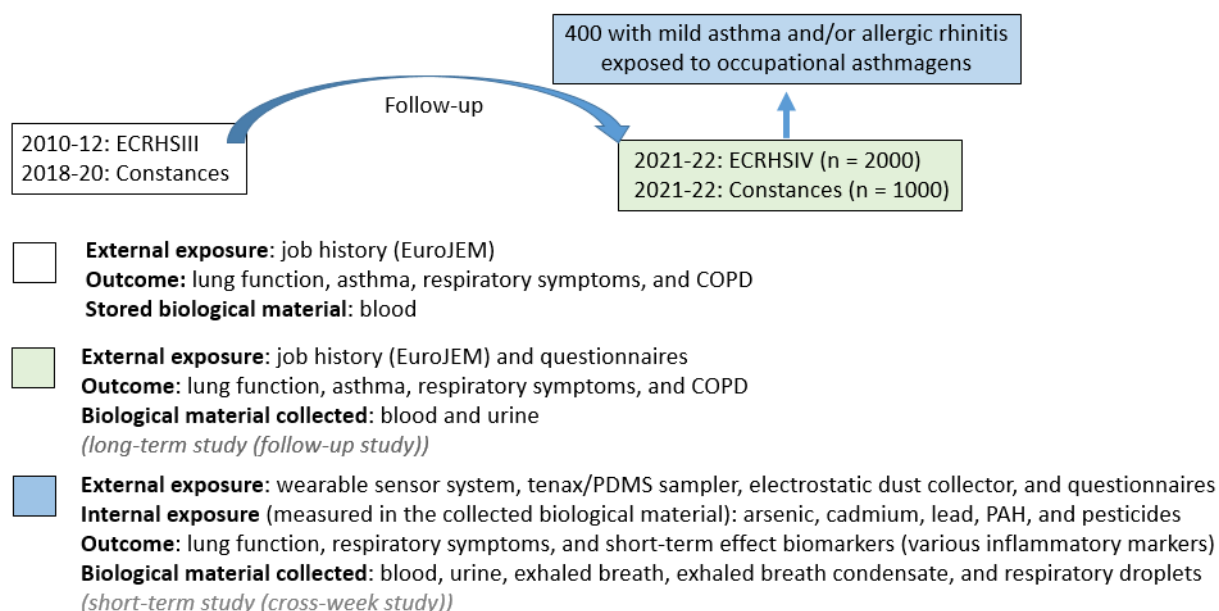 400 with mild asthma and/or allergic rhinitis
exposed to occupational asthmagens
Follow-up
2010-12: ECRHSIII
2018-20: Constances
2021-22: ECRHSIV (n = 2000)
2021-22: Constances (n = 1000)
External exposure: job history (EuroJEM)
Outcome: lung function, asthma, respiratory symptoms, and COPD
Stored biological material: blood
External exposure: job history (EuroJEM) and questionnaires
Outcome: lung function, asthma, respiratory symptoms, and COPD
Biological material collected: blood and urine
(long-term study (follow-up study))
External exposure: wearable sensor system, tenax/PDMS sampler, electrostatic dust collector, and questionnaires
Internal exposure (measured in the collected biological material): arsenic, cadmium, lead, PAH, and pesticides
Outcome: lung function, respiratory symptoms, and short-term effect biomarkers (various inflammatory markers)
Biological material collected: blood, urine, exhaled breath, exhaled breath condensate, and respiratory droplets
(short-term study (cross-week study))